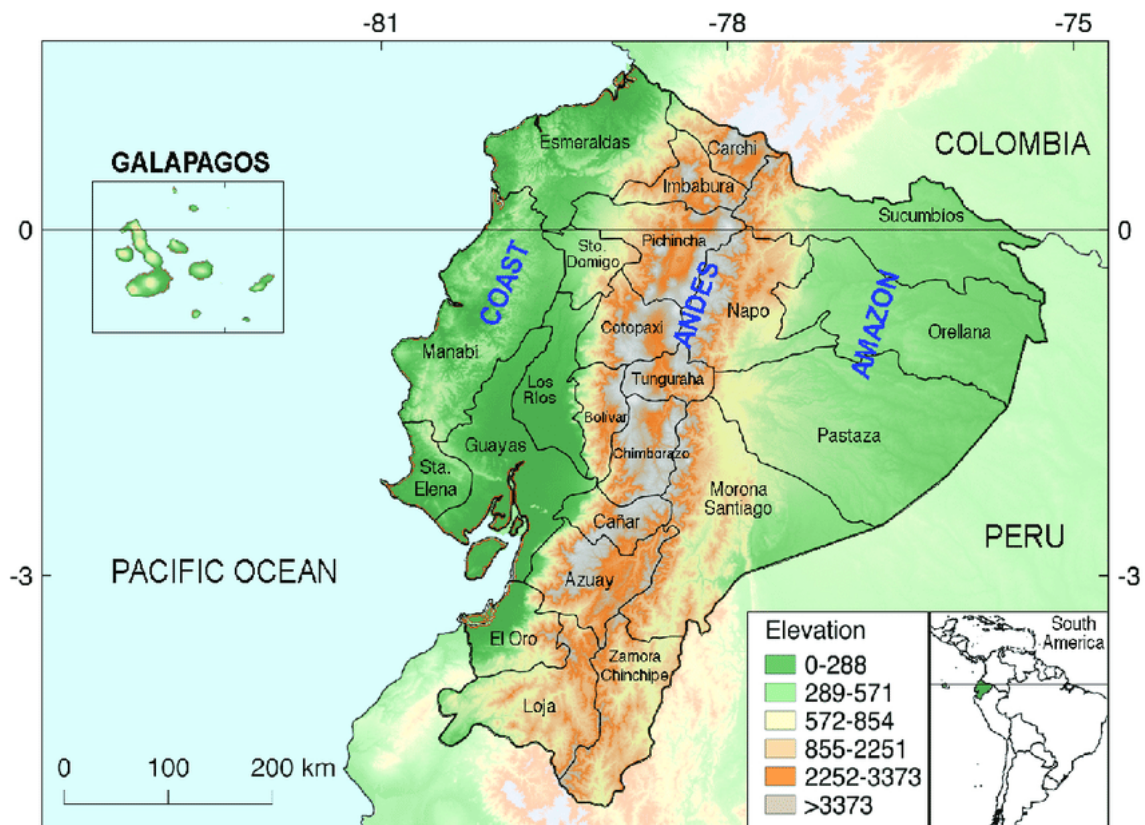 -81
-78
-75
COLOMBIA
Esmeraldas
Carchi
GALAPAGOS
Imbabura
Sucumbios
0
0
Pichincha
Sto.
Domigo
COAST
ANDES
AMAZON
Napo
Cotopaxi
Orellana
Manabí
Tunguraha
Los
Ríos
Bolívar
Pastaza
Guayas
Chimborazo
Sta.
Elena
Morona
Santiago
Cañar
PERU
PACIFIC OCEAN
-3
-3
Azuay
El Oro
Zamora
Chinchipe
Loja
0 100 200 km
Elevation
0-288
289-571
572-854
855-2251
2252-3373
>3373
South
America